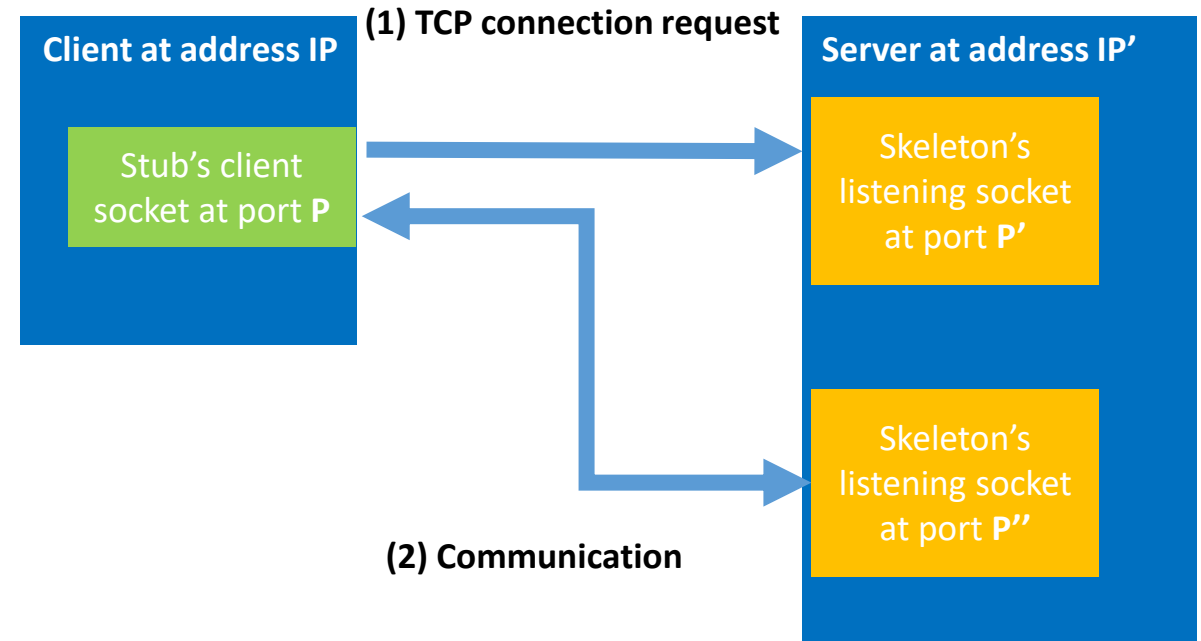 (1) TCP connection request
Client at address IP
Server at address IP’
Stub’s client
socket at port P
Skeleton’s
listening socket
at port P’
Skeleton’s
listening socket
at port P’’
(2) Communication